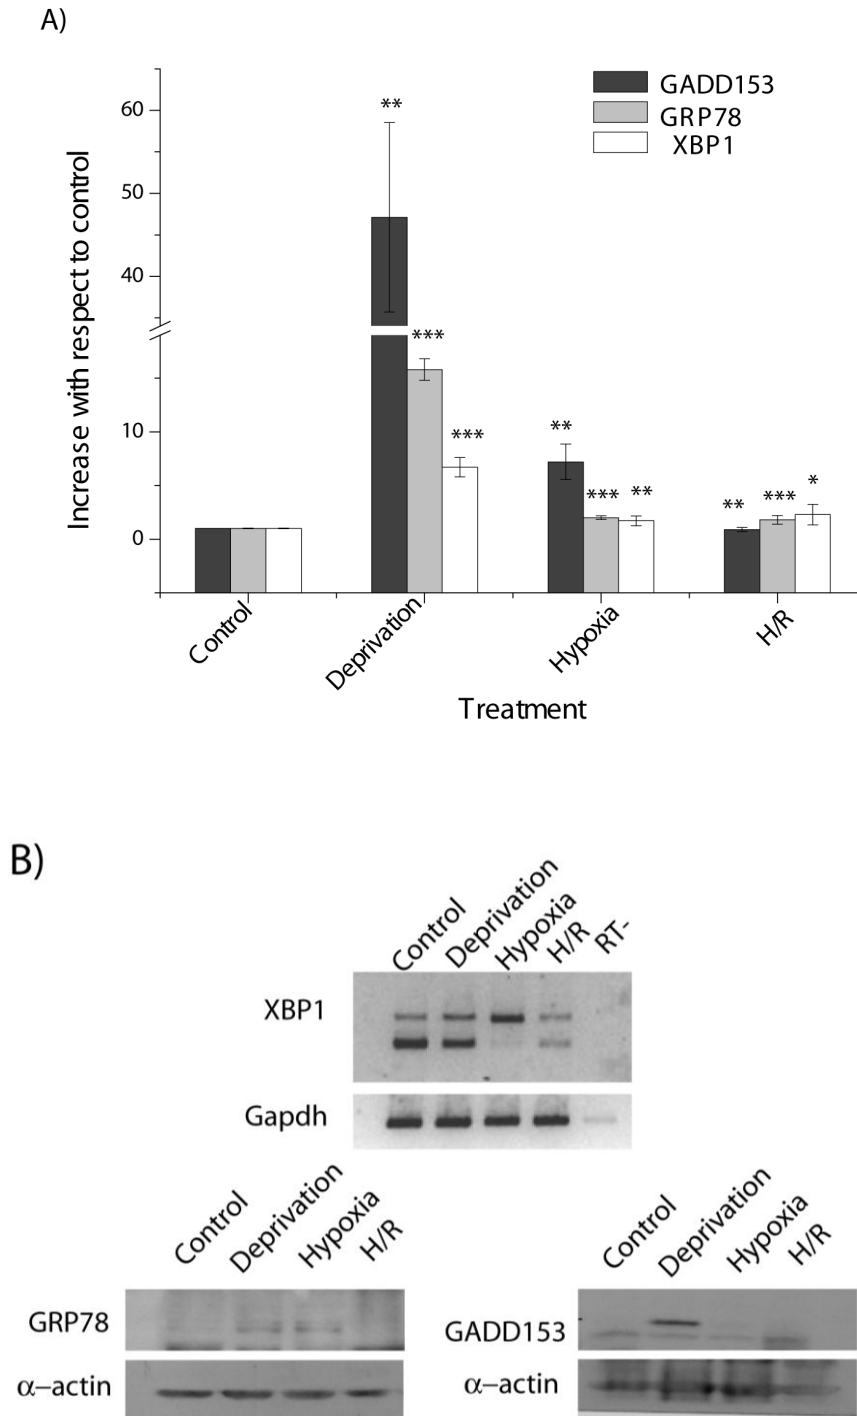 A)
GADD153
GRP78
XBP1
Increase with respect to control
60
50
40
10
0
**
***
***
**
***
**
**
***
*
Control
Deprivation
Hypoxia
H/R
Treatment
B)
Control
Deprivation
Hypoxia
H/R
RT-
XBP1
Gapdh
Control
Deprivation
Hypoxia
H/R
GRP78
α–actin
Control
Deprivation
Hypoxia
H/R
GADD153
α–actin